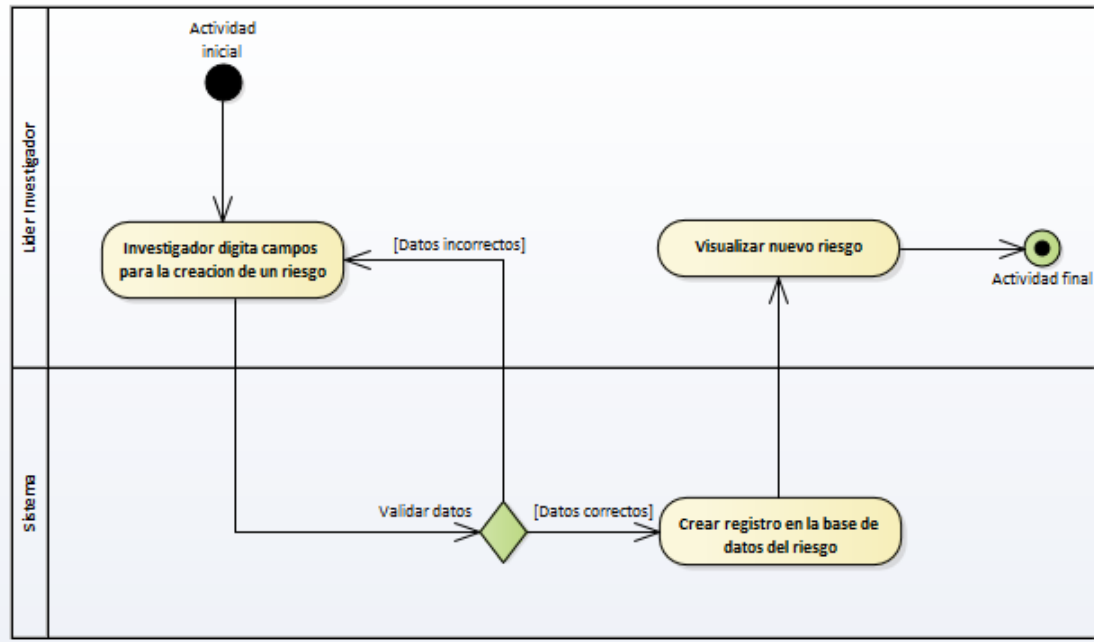 Actividad
inicial
Lider Investigador
Investigador digita campos
para la creacion de un riesgo
[Datos incorrectos]
Visualizar nuevo riesgo
Actividad final
Sistema
Validar datos
[Datos correctos]
Crear registro en la base de
datos del riesgo